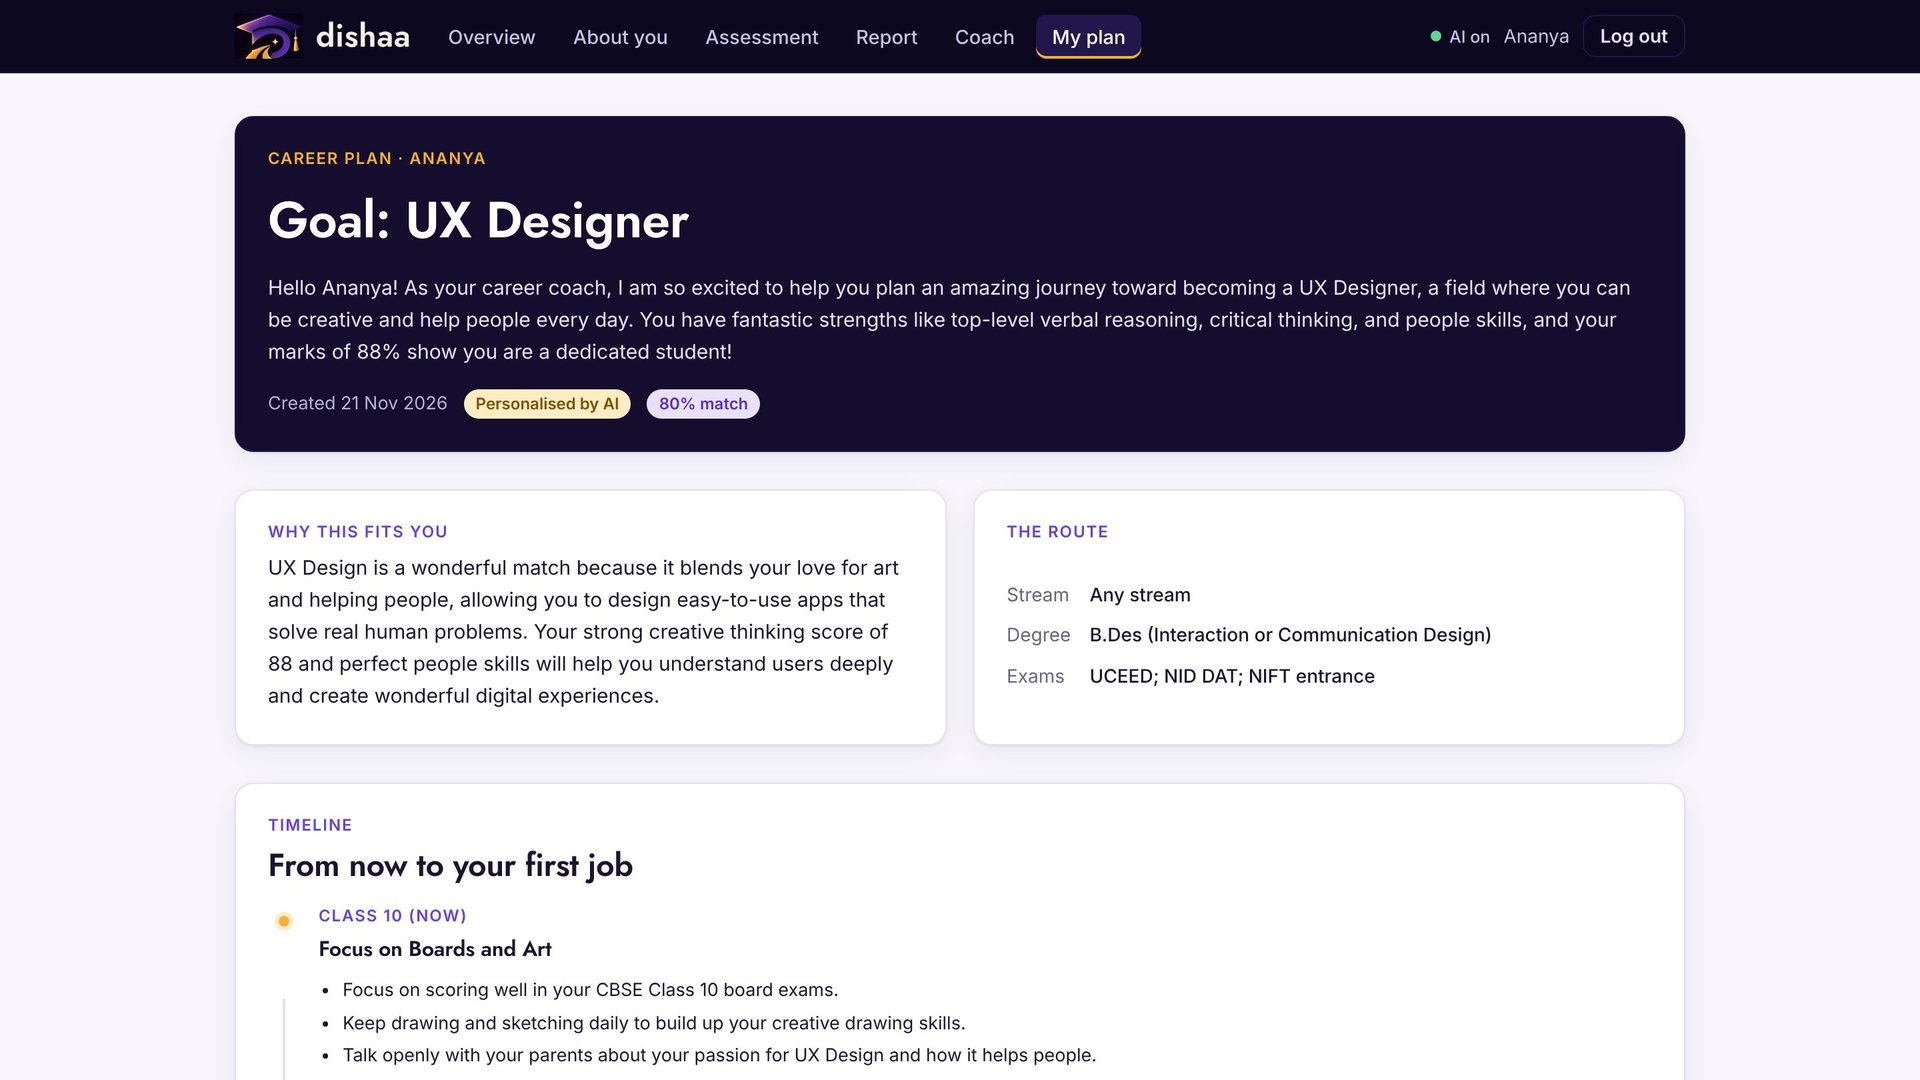 dishaa
Overview
About you
Assessment
Report
Coach
My plan
AI on
Ananya
Log out
CAREER PLAN · ANANYA
Goal: UX Designer
Hello Ananya! As your career coach, I am so excited to help you plan an amazing journey toward becoming a UX Designer, a field where you can
be creative and help people every day. You have fantastic strengths like top-level verbal reasoning, critical thinking, and people skills, and your
marks of 88% show you are a dedicated student!
Created 21 Nov 2026
Personalised by AI
80% match
WHY THIS FITS YOU
UX Design is a wonderful match because it blends your love for art
and helping people, allowing you to design easy-to-use apps that
solve real human problems. Your strong creative thinking score of
88 and perfect people skills will help you understand users deeply
and create wonderful digital experiences.
THE ROUTE
Stream Any stream
Degree B.Des (Interaction or Communication Design)
Exams UCEED; NID DAT; NIFT entrance
TIMELINE
From now to your first job
CLASS 10 (NOW)
Focus on Boards and Art
• Focus on scoring well in your CBSE Class 10 board exams.
• Keep drawing and sketching daily to build up your creative drawing skills.
• Talk openly with your parents about your passion for UX Design and how it helps people.